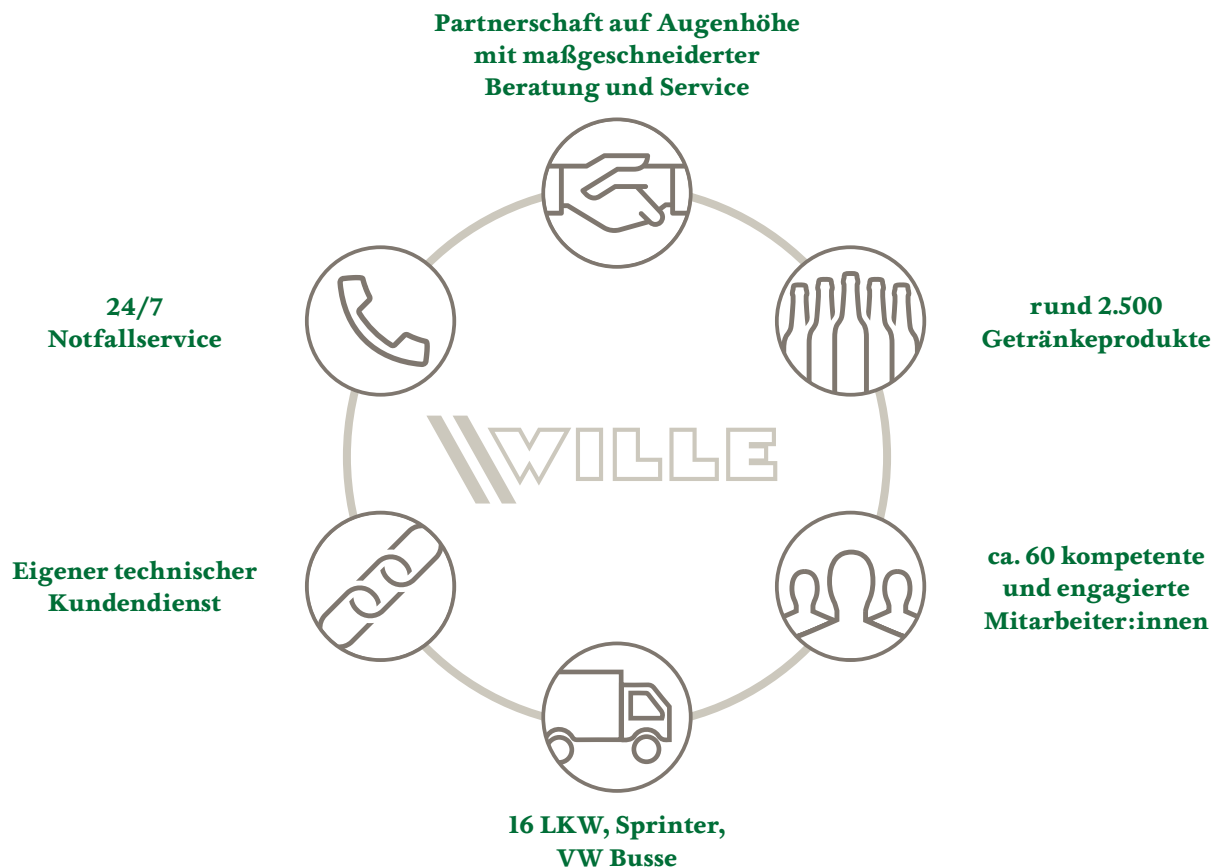 Partnerschaft auf Augenhöhe
mit maßgeschneiderter
Beratung und Service
24/7
Notfallservice
rund 2.500
Getränkeprodukte
WILLE
Eigener technischer
Kundendienst
ca. 60 kompetente
und engagierte
Mitarbeiter:innen
16 LKW, Sprinter,
VW Busse